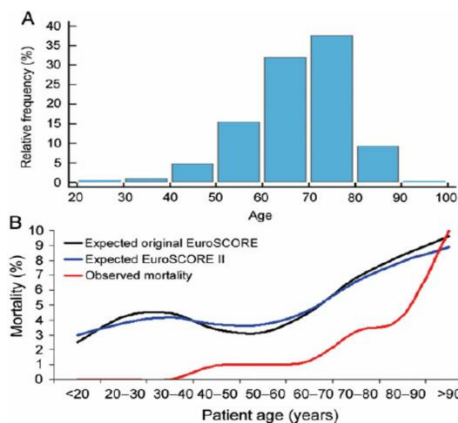 A
Relative frequency (%)
40
35
30
25
20
15
10
5
0
20 30 40 50 60 70 80 90 100
Age
B
Mortality (%)
10
9
8
7
6
5
4
3
2
1
0
Expected original EuroSCORE
Expected EuroSCORE II
Observed mortality
<20 20–30 30–40 40–50 50–60 60–70 70–80 80–90 >90
Patient age (years)